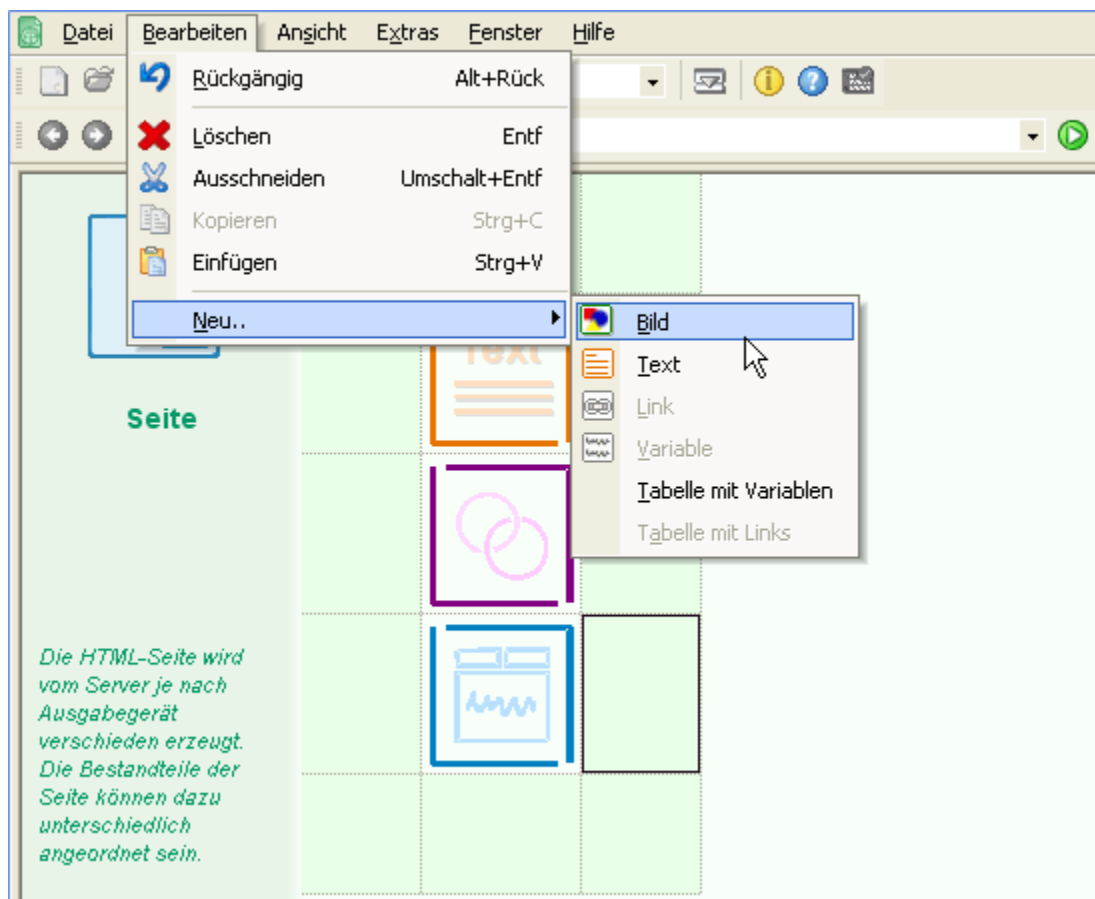 Datei Bearbeiten Ansicht Extras Fenster Hilfe
Rückgängig Alt+Rück
Löschen Entf
Ausschneiden Umschalt+Entf
Kopieren Strg+C
Einfügen Strg+V
Neu..
Bild
Text
Link
Variable
Tabelle mit Variablen
Tabelle mit Links
Text
Seite
Die HTML-Seite wird
vom Server je nach
Ausgabegerät
verschieden erzeugt.
Die Bestandteile der
Seite können dazu
unterschiedlich
angeordnet sein.